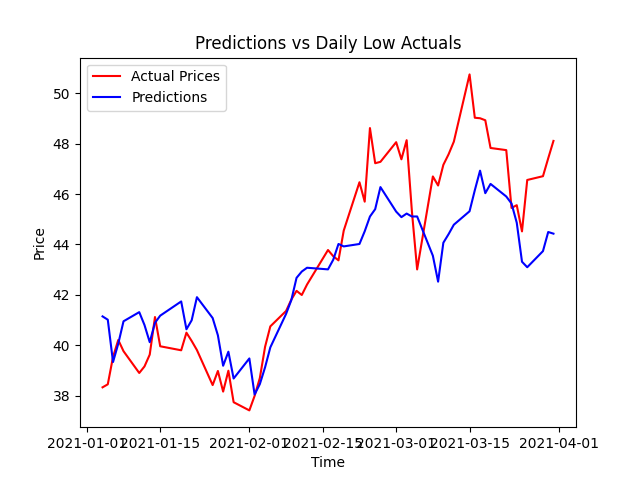 Predictions vs Daily Low Actuals
Actual Prices
Predictions
50
48
46
44
42
40
38
Price
2021-01-01
2021-01-15
2021-02-01
2021-02-15
2021-03-01
2021-03-15
2021-04-01
Time